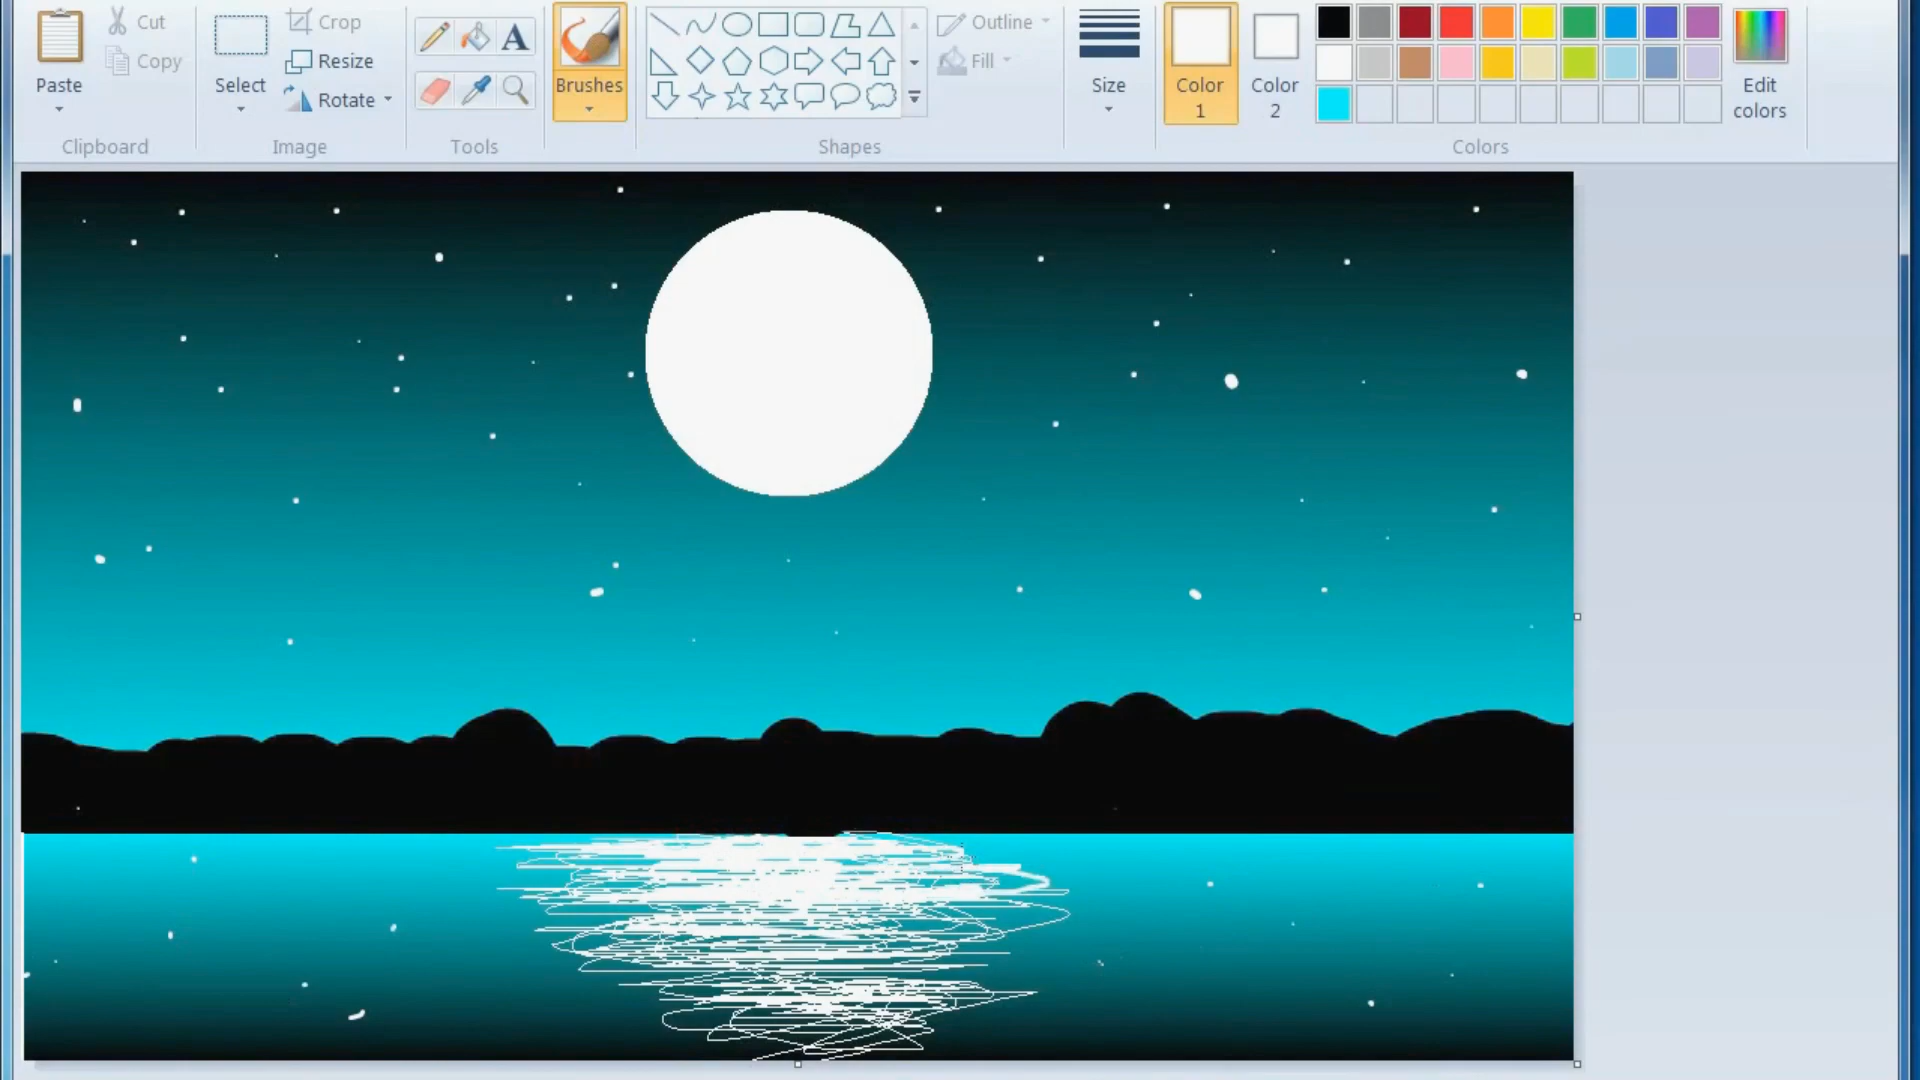 Cut
Crop
Outline
Copy
Resize
Fill
Paste
Select
Rotate
Brushes
Size
Color
1
Color
2
Edit
colors
Clipboard
Image
Tools
Shapes
Colors
A